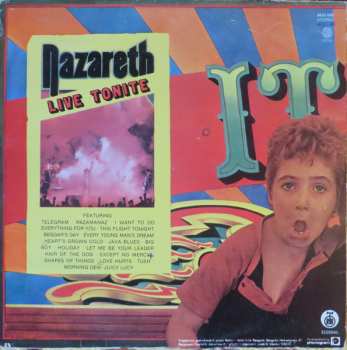 Nazareth
LIVE TONITE
IT
FEATURING
TELEGRAM · RAZAMANAZ · I WANT TO DO
EVERYTHING FOR YOU · THIS FLIGHT TONIGHT
BEGGAR'S DAY · EVERY YOUNG MAN'S DREAM
HEART'S GROWN COLD · JAVA BLUES · BIG
BOY · HOLIDAY · LET ME BE YOUR LEADER
HAIR OF THE DOG · EXCEPT NO MERCY
SHAPES OF THINGS · LOVE HURTS · TUSH
MORNING DEW · JUICY LUCY
phonogram